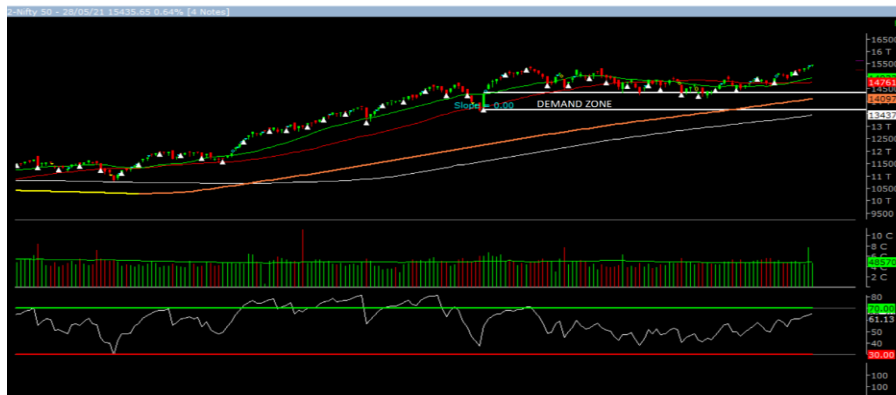 2-Nifty 50 - 28/05/21 15435.65 0.64% [4 Notes]
16500
16 T
15500
14761
14500
14097
13437
13 T
12500
12 T
11500
11 T
10500
10 T
9500
Slope = 0.00
DEMAND ZONE
10 C
8 C
48570
2 C
80
70.00
61.13
50
40
30.00
100
100